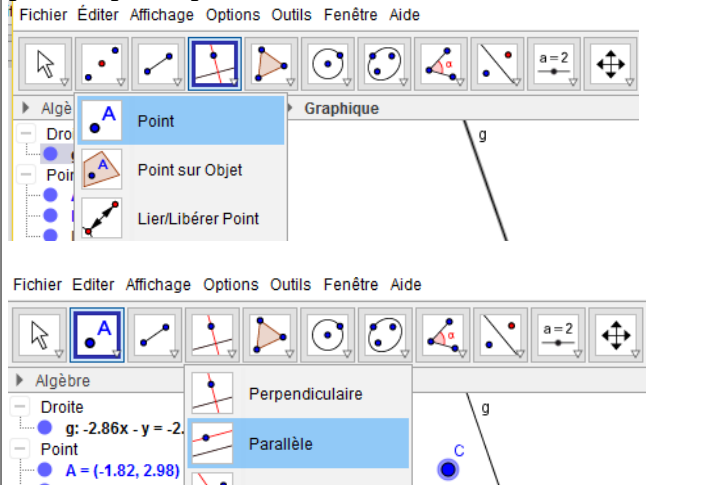 Fichier Éditer Affichage Options Outils Fenêtre Aide
A
α
a=2
Algè
Graphique
Point
Dro
g
Point sur Objet
Poin
Lier/Libérer Point
Fichier Editer Affichage Options Outils Fenêtre Aide
A
α
a=2
Algèbre
Droite
g: -2.86x - y = -2.
Point
A = (-1.82, 2.98)
Perpendiculaire
Parallèle
g
C